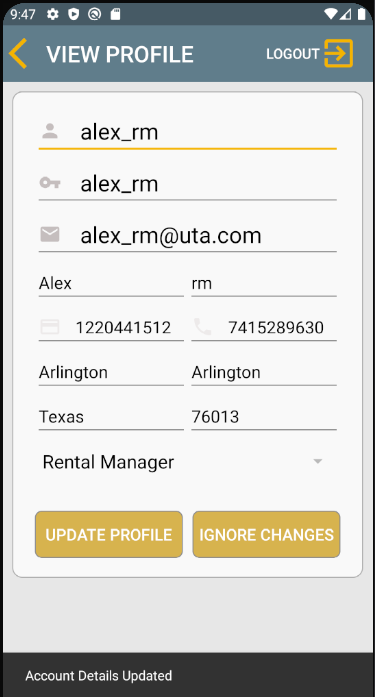 9:47
VIEW PROFILE LOGOUT
alex_rm
alex_rm
alex_rm@uta.com
Alex rm
1220441512 7415289630
Arlington Arlington
Texas 76013
Rental Manager
UPDATE PROFILE IGNORE CHANGES
Account Details Updated